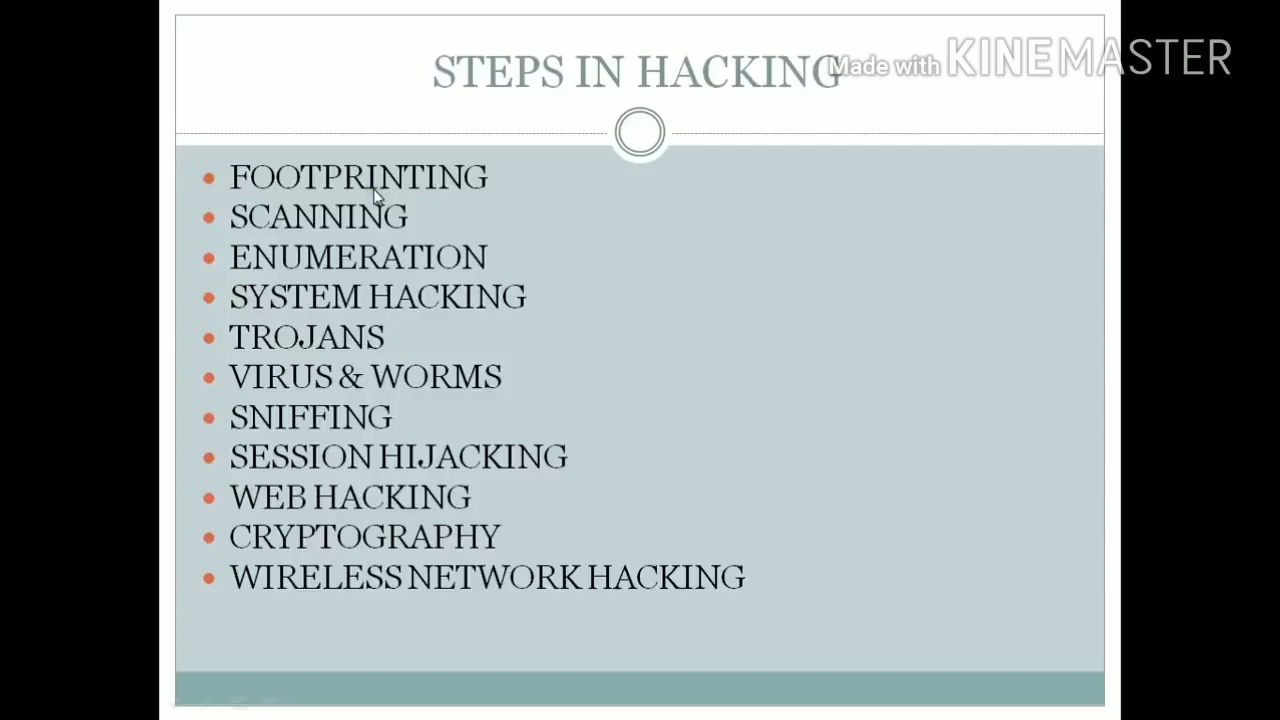 STEPS IN HACKING
Made with KINEMASTER
FOOTPRINTING
SCANNING
ENUMERATION
SYSTEM HACKING
TROJANS
VIRUS & WORMS
SNIFFING
SESSION HIJACKING
WEB HACKING
CRYPTOGRAPHY
WIRELESS NETWORK HACKING